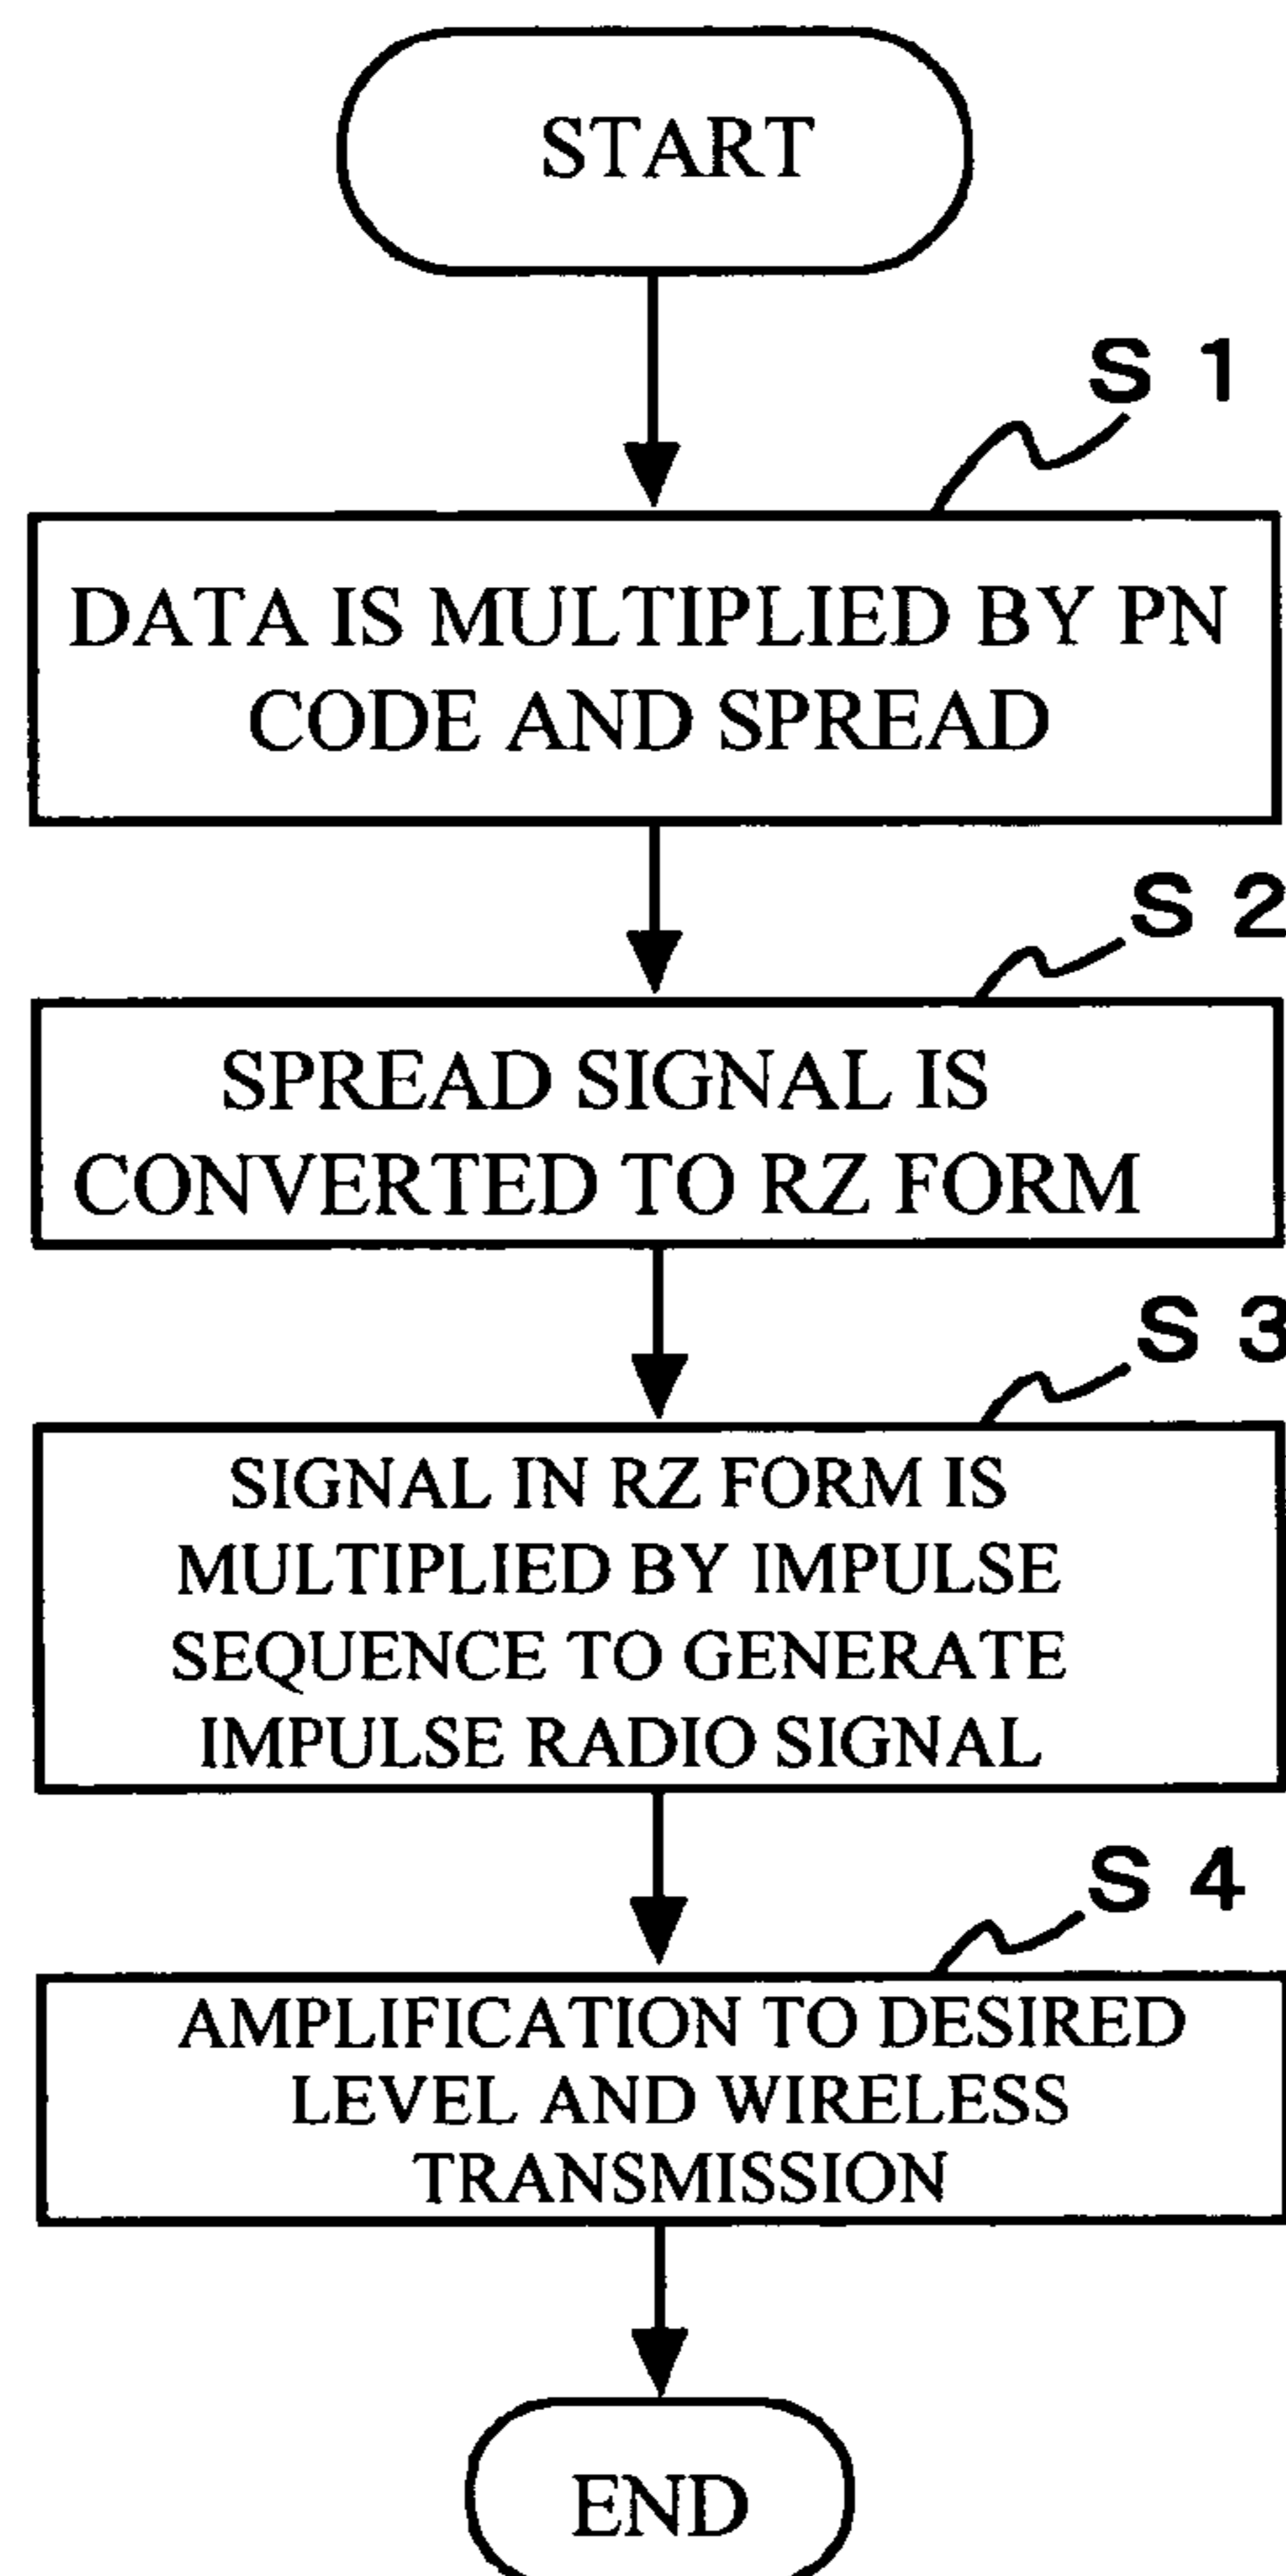 START
S 1
DATA IS MULTIPLIED BY PN
CODE AND SPREAD
S 2
SPREAD SIGNAL IS
CONVERTED TO RZ FORM
S 3
SIGNAL IN RZ FORM IS
MULTIPLIED BY IMPULSE
SEQUENCE TO GENERATE
IMPULSE RADIO SIGNAL
S 4
AMPLIFICATION TO DESIRED
LEVEL AND WIRELESS
TRANSMISSION
END